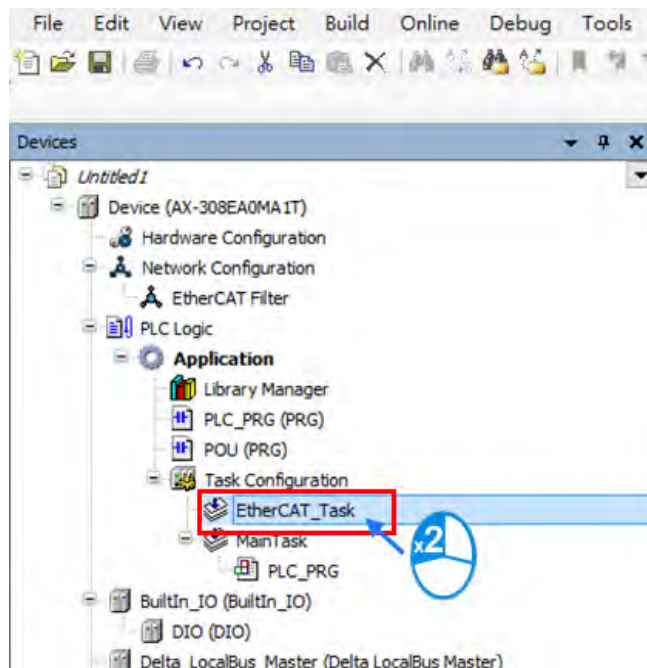 File Edit View Project Build Online Debug Tools
Devices
Untitled1
Device (AX-308EA0MA1T)
Hardware Configuration
Network Configuration
EtherCAT Filter
PLC Logic
Application
Library Manager
PLC_PRG (PRG)
POU (PRG)
Task Configuration
EtherCAT_Task
x2
MainTask
PLC_PRG
BuiltIn_IO (BuiltIn_IO)
DIO (DIO)
Delta_LocalBus_Master (Delta LocalBus Master)